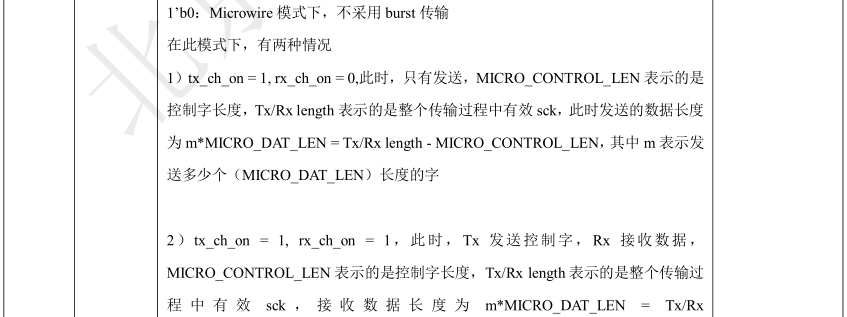 1’b0：Microwire 模式下，不采用 burst 传输
在此模式下，有两种情况
1）tx_ch_on = 1, rx_ch_on = 0,此时，只有发送，MICRO_CONTROL_LEN 表示的是
控制字长度，Tx/Rx length 表示的是整个传输过程中有效 sck，此时发送的数据长度
为 m*MICRO_DAT_LEN = Tx/Rx length - MICRO_CONTROL_LEN，其中 m 表示发
送多少个（MICRO_DAT_LEN）长度的字
2）tx_ch_on = 1, rx_ch_on = 1，此时，Tx 发送控制字，Rx 接收数据，
MICRO_CONTROL_LEN 表示的是控制字长度，Tx/Rx length 表示的是整个传输过
程中有效 sck，接收数据长度为 m*MICRO_DAT_LEN = Tx/Rx